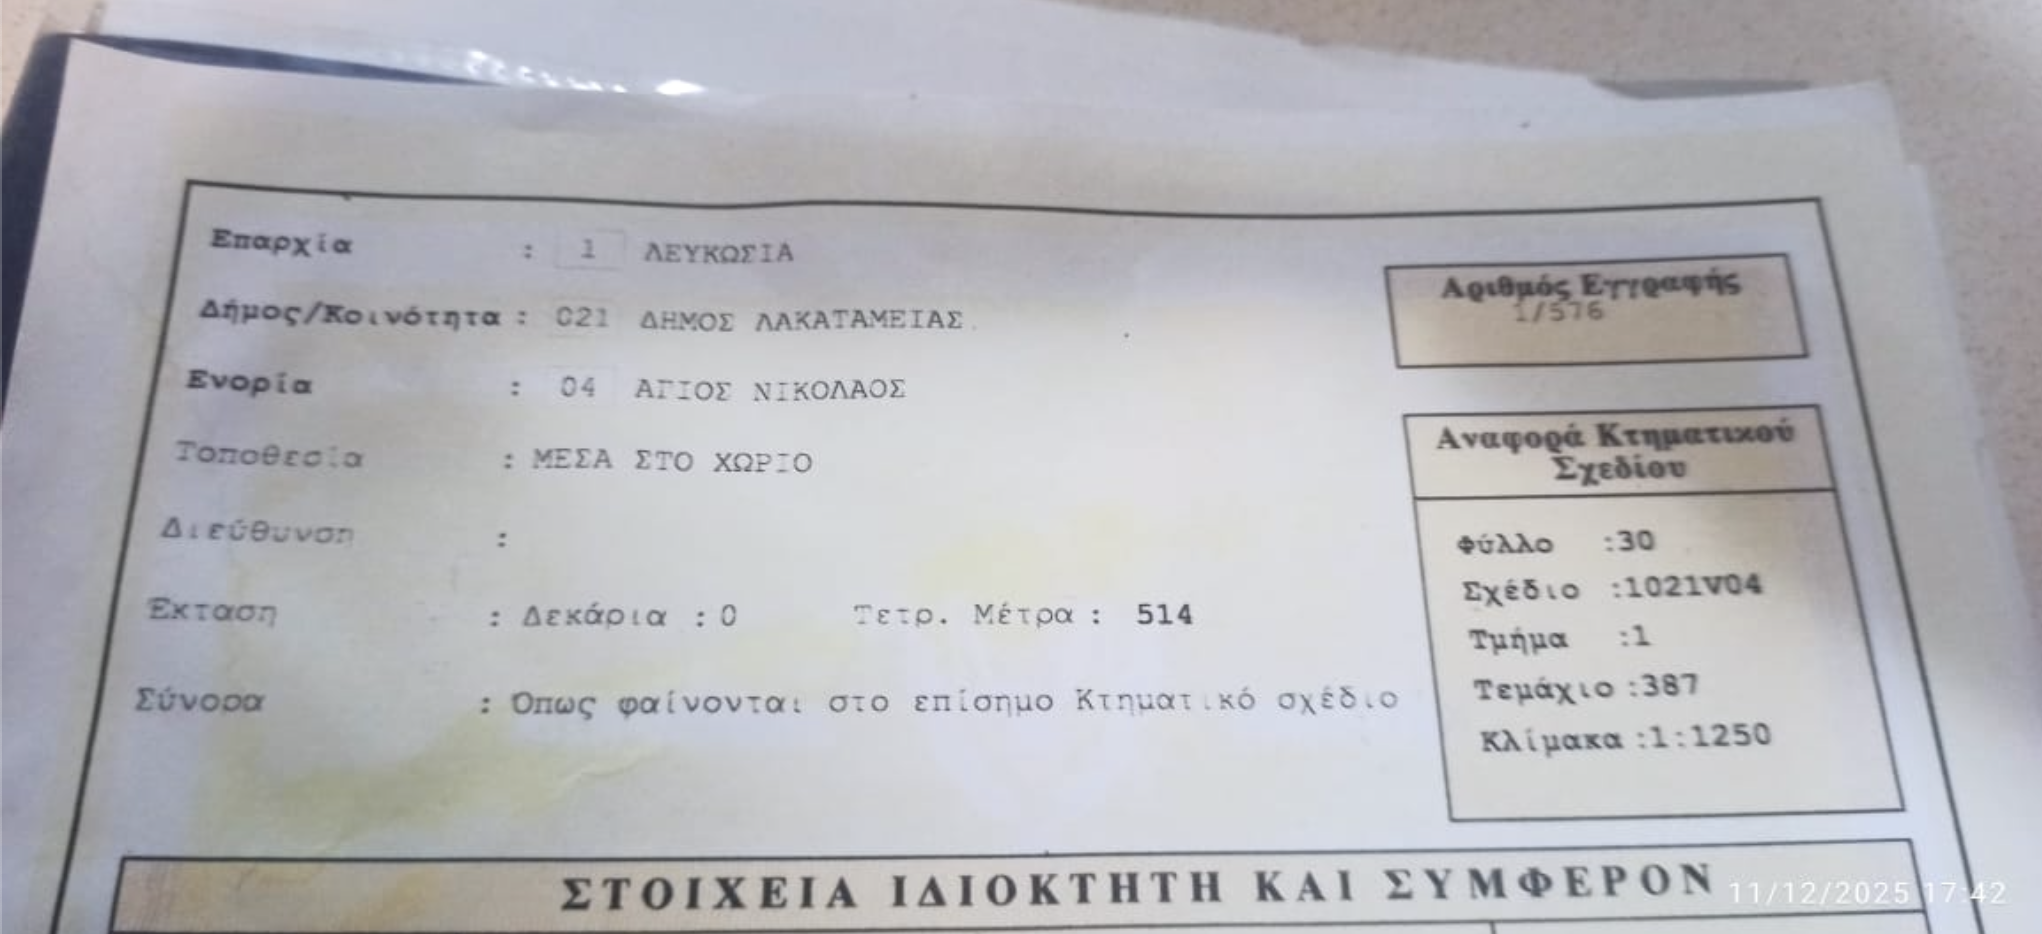 Επαρχία : 1 ΛΕΥΚΩΣΙΑ
Δήμος/Κοινότητα : 021 ΔΗΜΟΣ ΛΑΚΑΤΑΜΕΙΑΣ
Ενορία : 04 ΑΓΙΟΣ ΝΙΚΟΛΑΟΣ
Τοποθεσία : ΜΕΣΑ ΣΤΟ ΧΩΡΙΟ
Διεύθυνση :
Έκταση : Δεκάρια : 0 Τετρ. Μέτρα : 514
Σύνορα : Όπως φαίνονται στο επίσημο Κτηματικό σχέδιο
Αριθμός Εγγραφής
1/576
Αναφορά Κτηματικού
Σχεδίου
Φύλλο :30
Σχέδιο :1021V04
Τμήμα :1
Τεμάχιο :387
Κλίμακα :1:1250
ΣΤΟΙΧΕΙΑ ΙΔΙΟΚΤΗΤΗ ΚΑΙ ΣΥΜΦΕΡΟΝ
11/12/2025 17:42